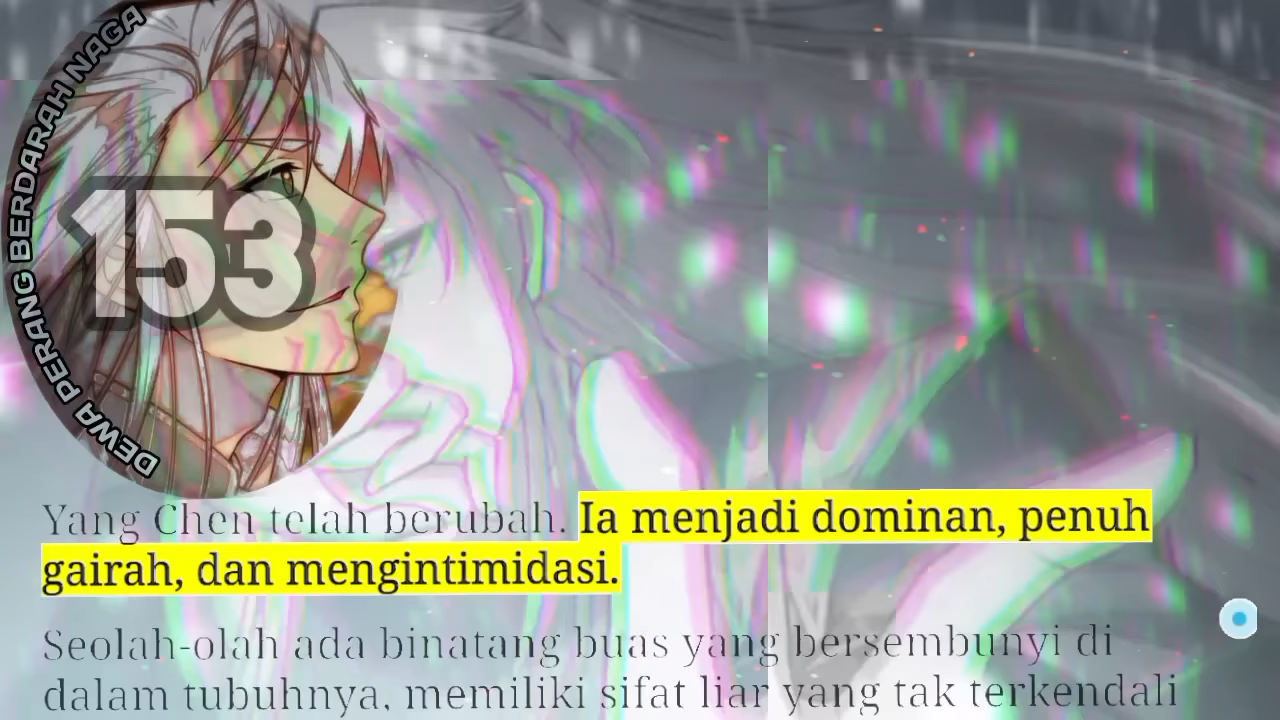 DEWA PERANG BERDARAH NAGA
153
Yang Chen telah berubah. Ia menjadi dominan, penuh
gairah, dan mengintimidasi.
Seolah-olah ada binatang buas yang bersembunyi di
dalam tubuhnya, memiliki sifat liar yang tak terkendali